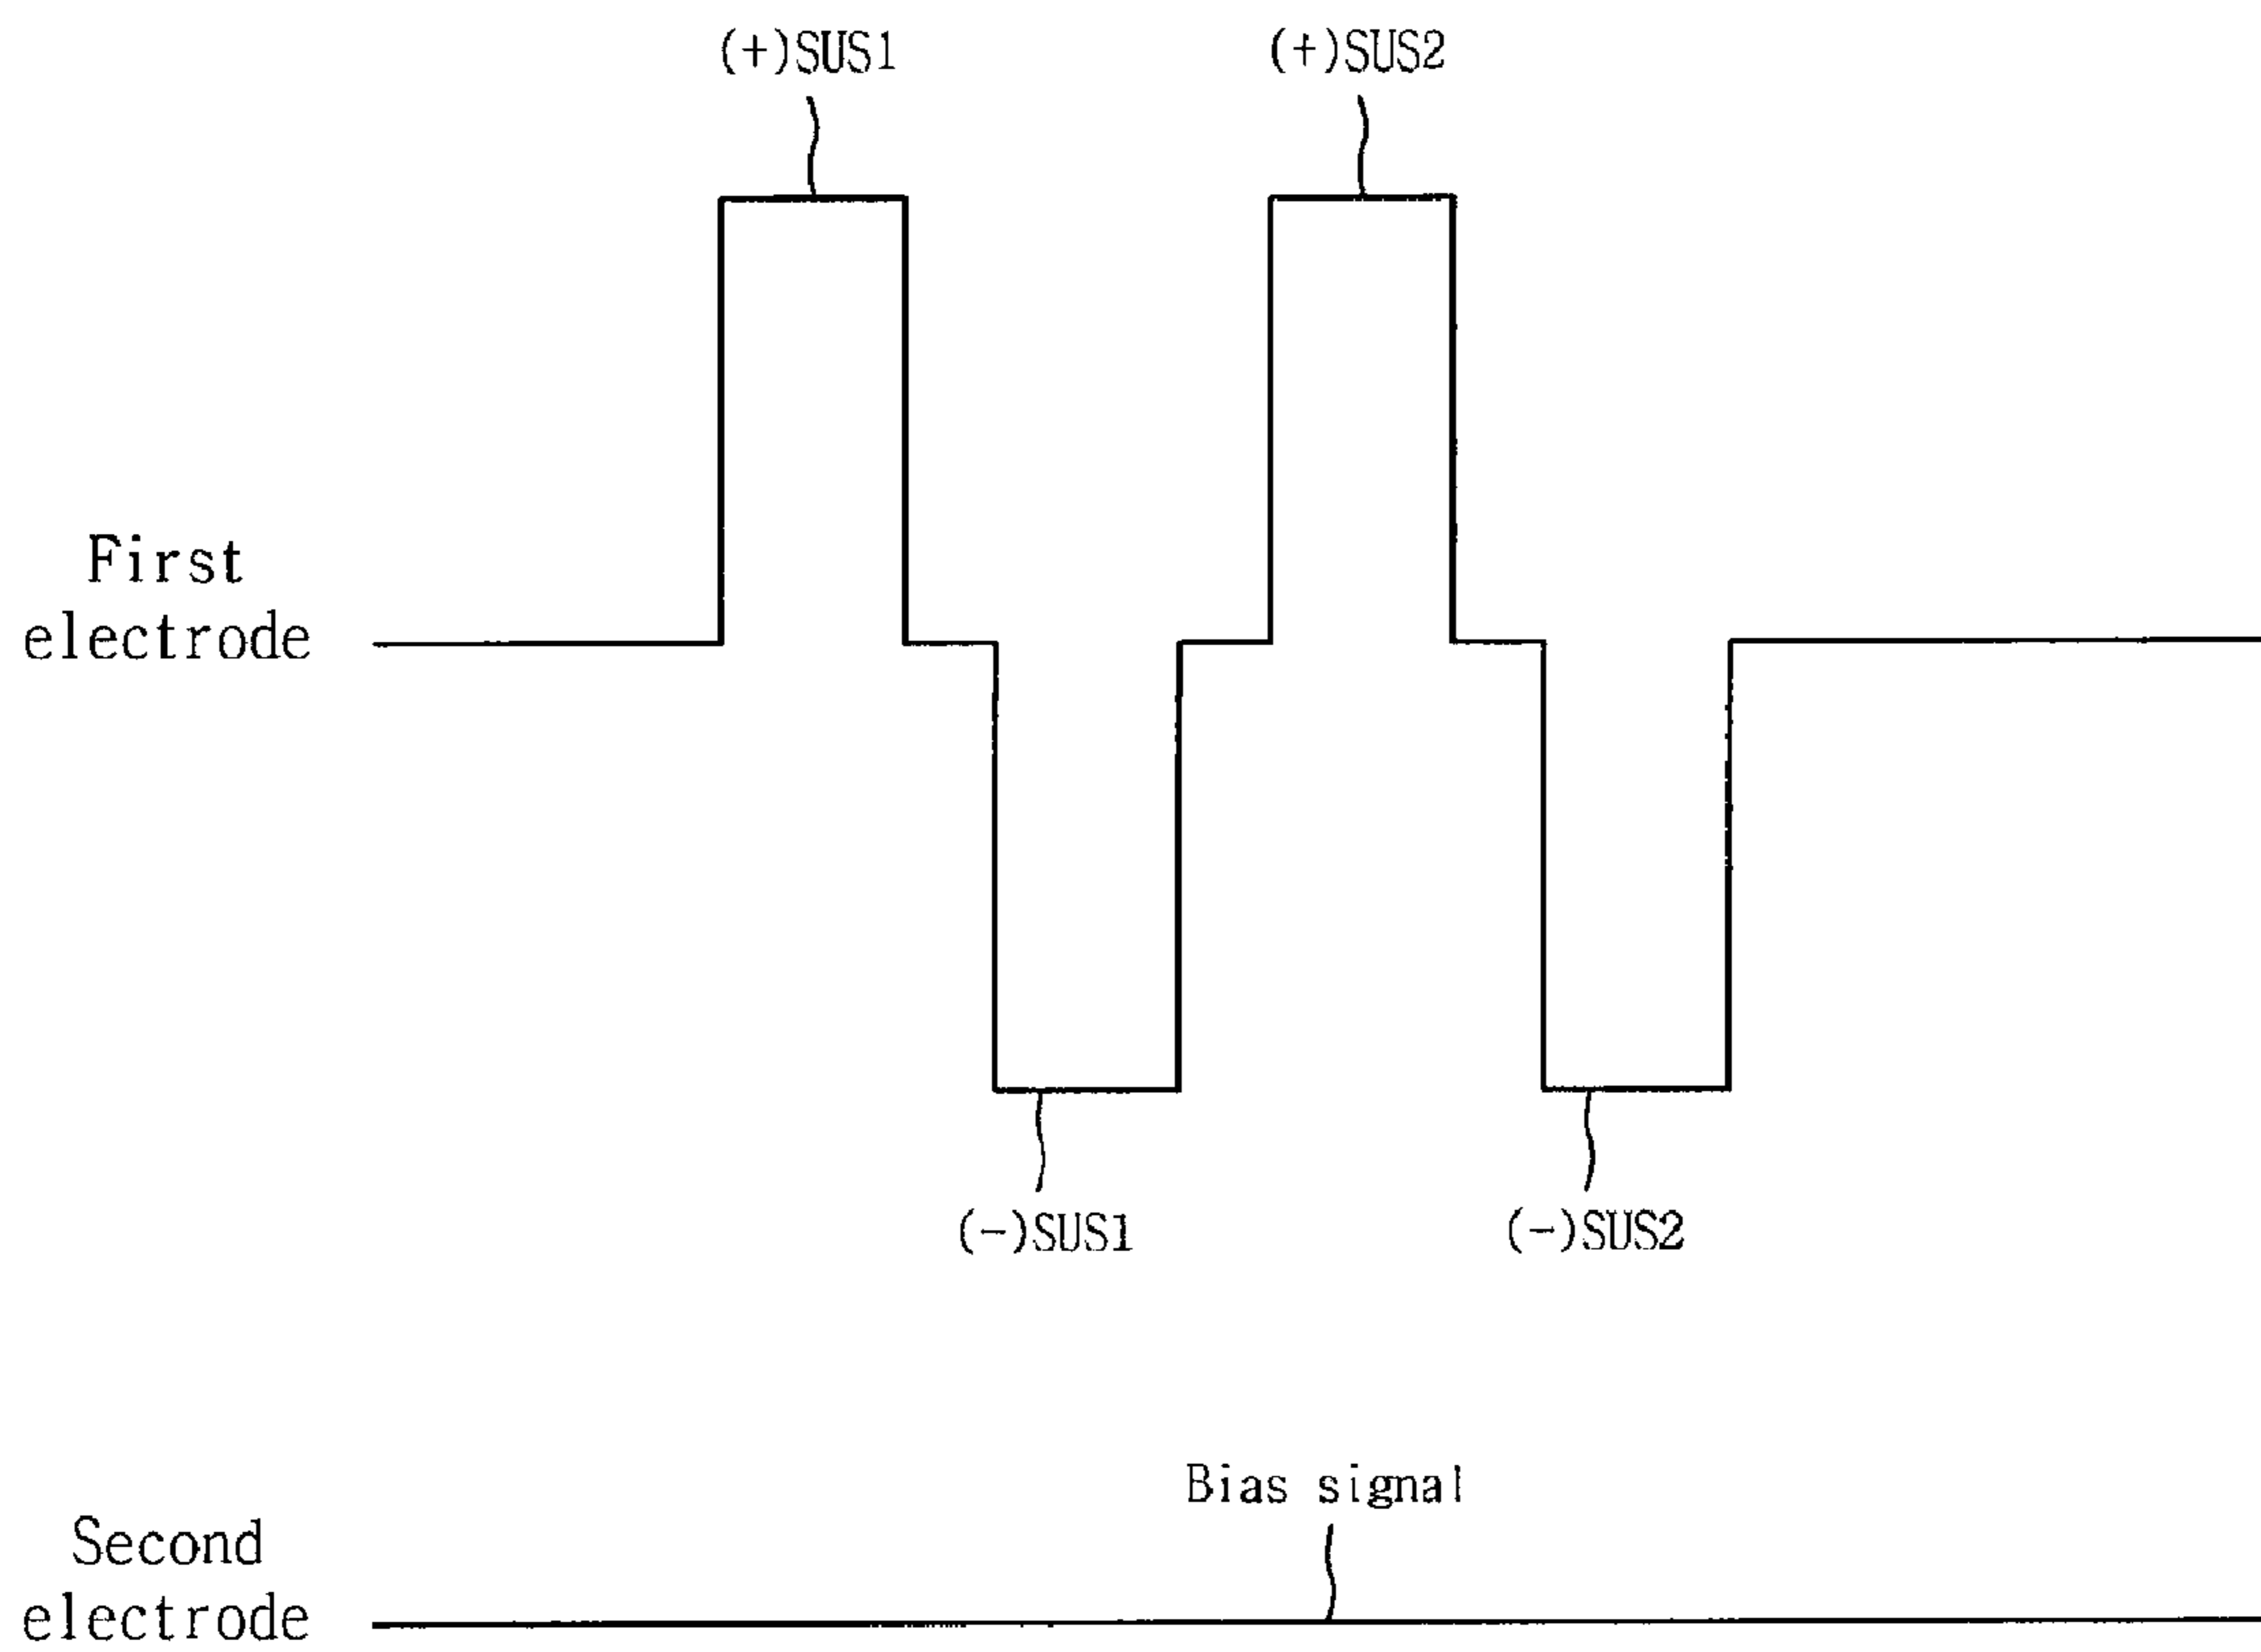 (+)SUS1
(+)SUS2
First
electrode
(-)SUS1
(-)SUS2
Bias signal
Second
electrode